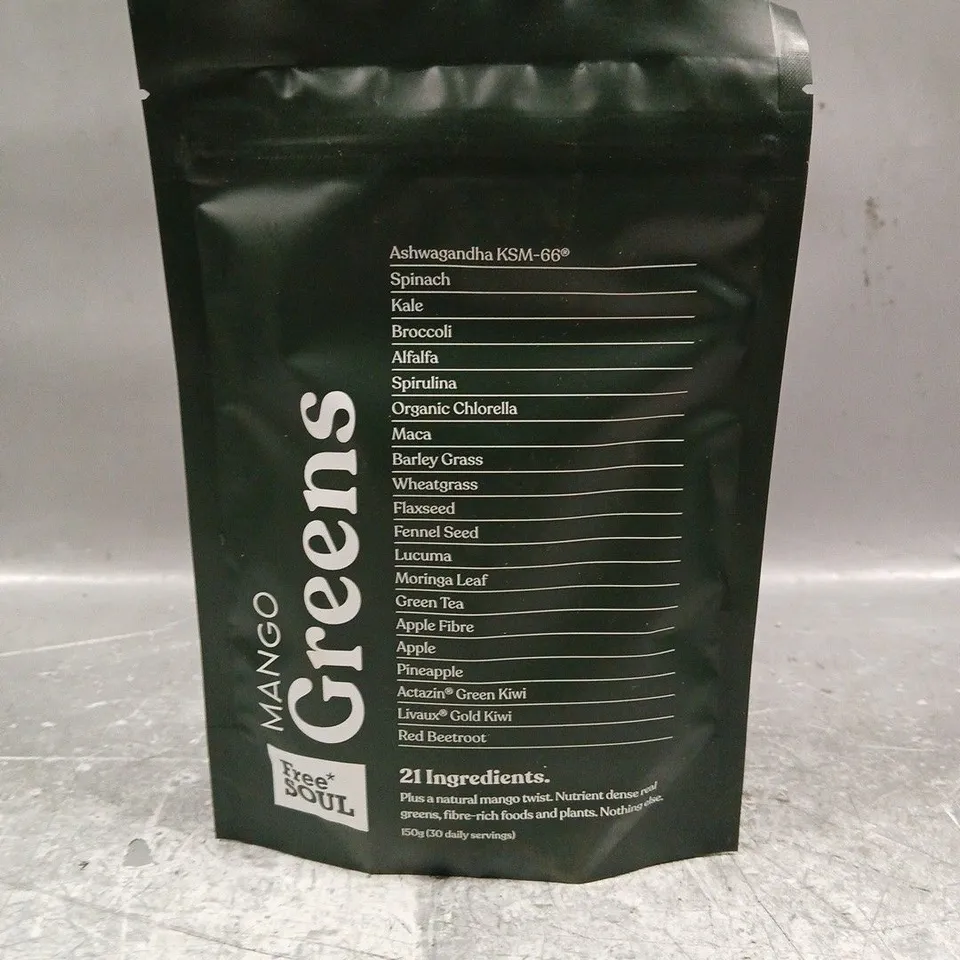 Ashwagandha KSM-66®
Spinach
Kale
Broccoli
Alfalfa
Spirulina
Organic Chlorella
Maca
Barley Grass
Wheatgrass
Flaxseed
Fennel Seed
Lucuma
Moringa Leaf
Green Tea
Apple Fibre
Apple
Pineapple
Actazin® Green Kiwi
Livaux® Gold Kiwi
Red Beetroot
MANGO
Greens
Free*
SOUL
21 Ingredients.
Plus a natural mango twist. Nutrient dense real
greens, fibre-rich foods and plants. Nothing else.
150g (30 daily servings)